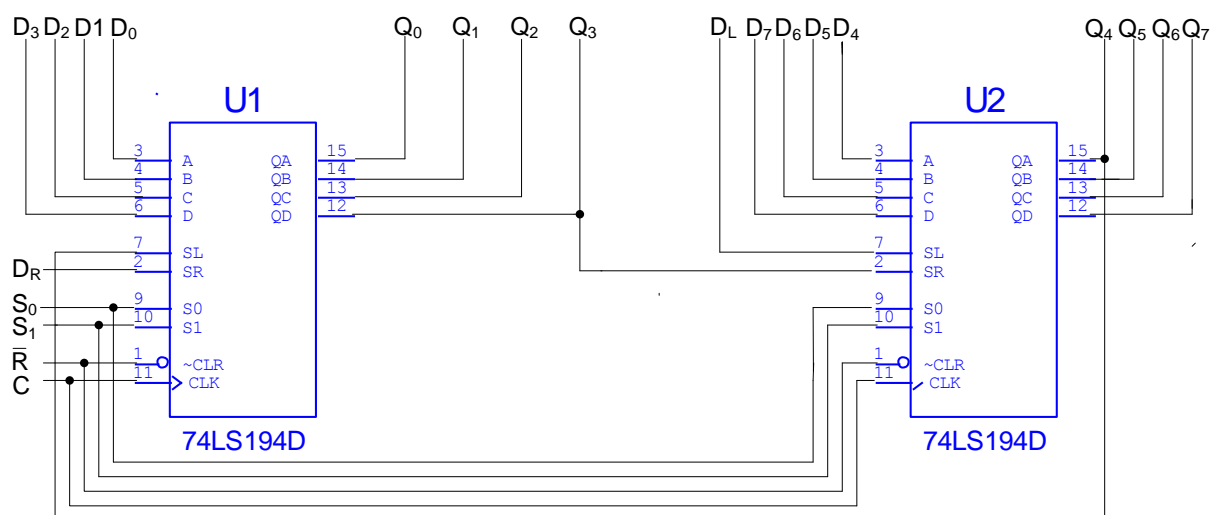 D₃ D₂ D1 D₀ Q₀ Q₁ Q₂ Q₃ D_L D₇ D₆ D₅ D₄ Q₄ Q₅ Q₆ Q₇
U1 U2
3 A QA 15 3 A QA 15
4 B QB 14 4 B QB 14
5 C QC 13 5 C QC 13
6 D QD 12 6 D QD 12
7 SL 7 SL
D_R 2 SR 2 SR
S₀ 9 S0 9 S0
S₁ 10 S1 10 S1
R̅ 1 ~CLR 1 ~CLR
C 11 CLK 11 CLK
74LS194D 74LS194D